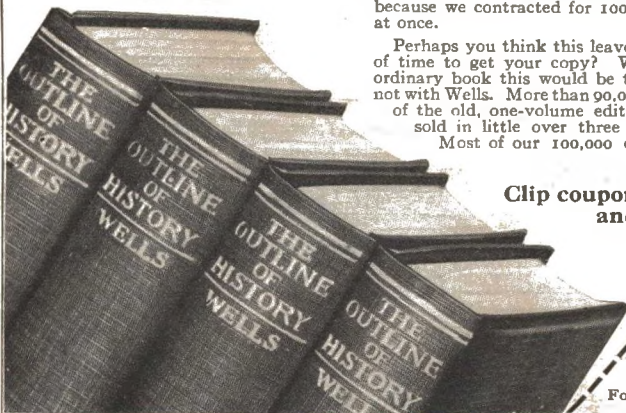 because we contracted for 100
at once.
Perhaps you think this leave
of time to get your copy? W
ordinary book this would be t
not with Wells. More than 90,0
of the old, one-volume edit
sold in little over three
Most of our 100,000
Clip coupo
and
Fo
THE
OUTLINE
OF
HISTORY
WELLS
THE
OUTLINE
OF
HISTORY
WELLS
THE
OUTLINE
OF
HISTORY
WELLS
THE
OUTLINE
OF
HISTORY
WELL